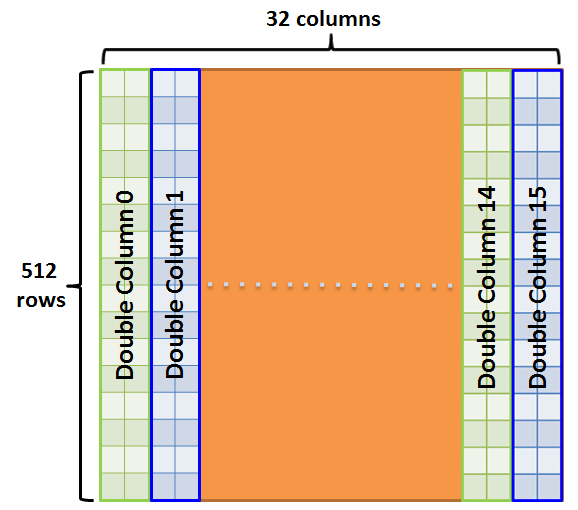 32 columns
512
rows
Double Column 0
Double Column 1
Double Column 14
Double Column 15